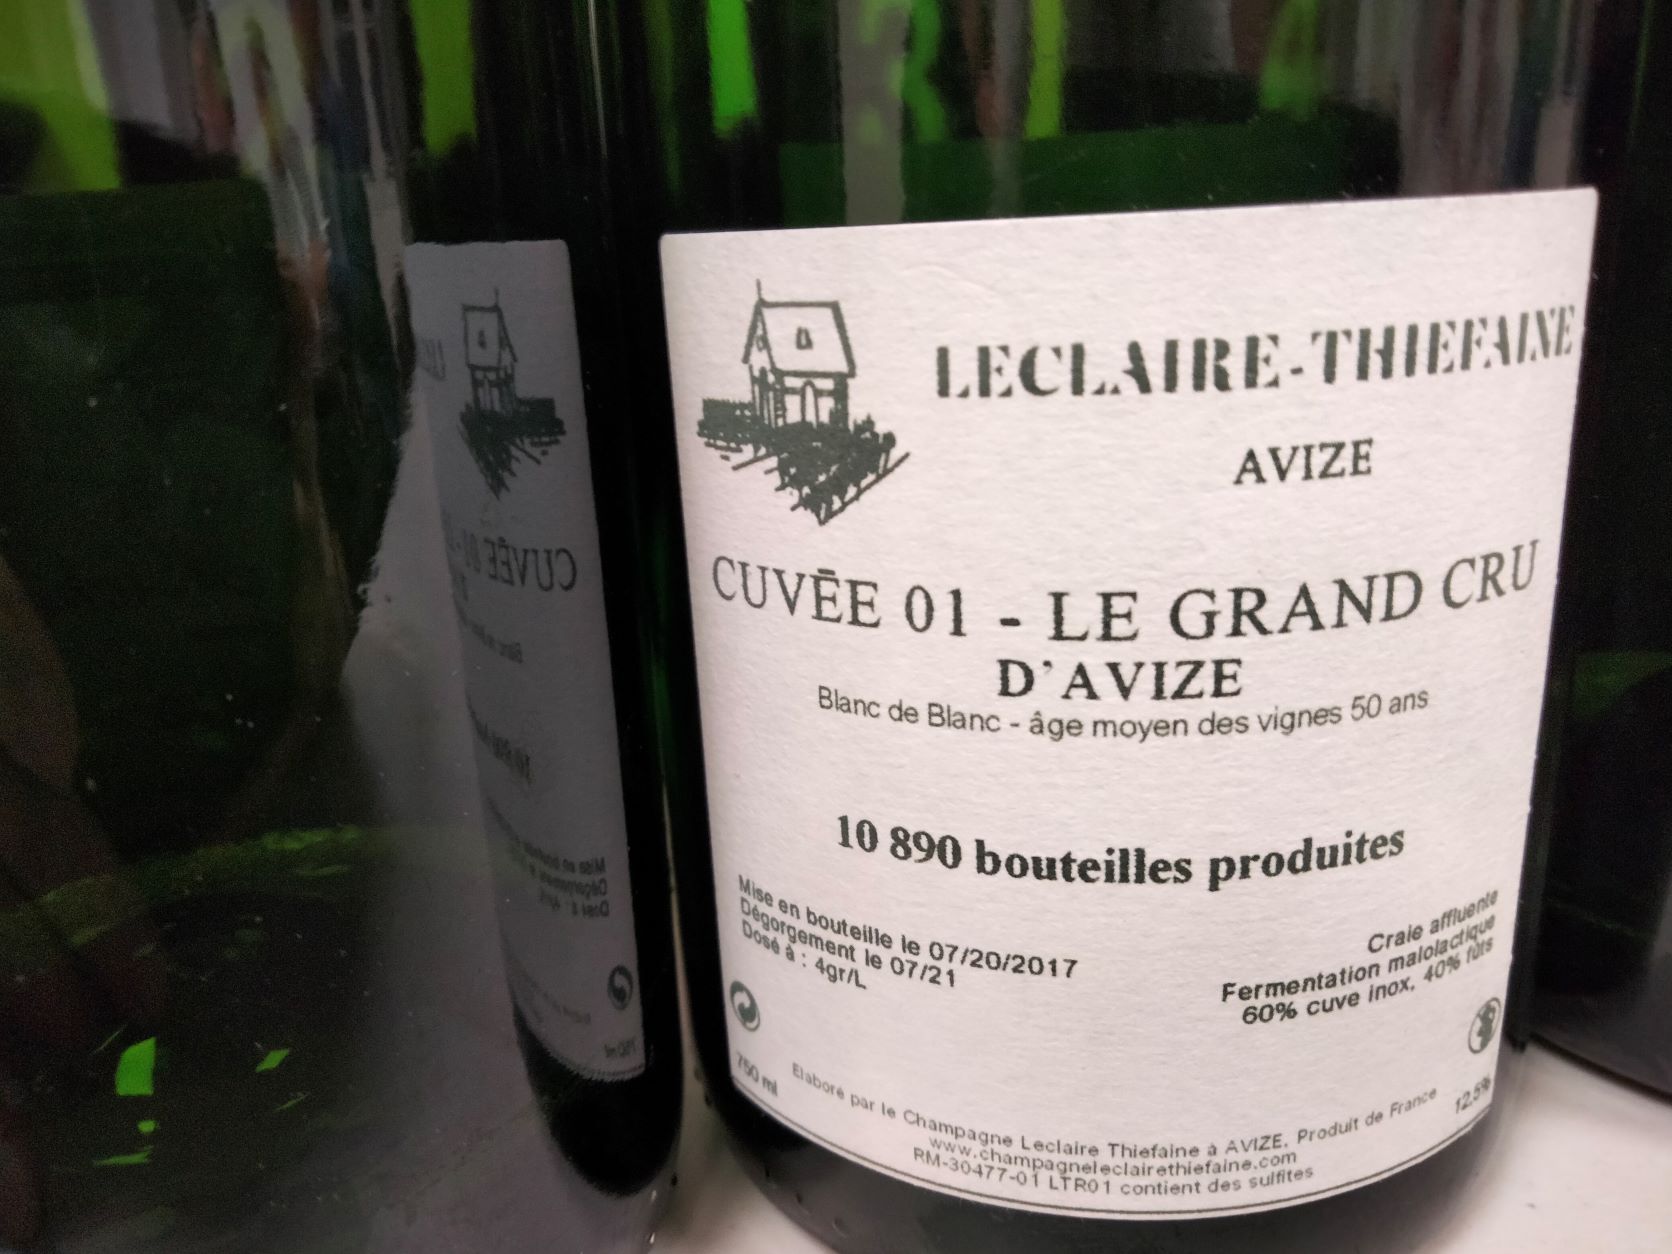 LECLAIRE-THIEFAINE
AVIZE
CUVĒE 01 - LE GRAND CRU
D'AVIZE
Blanc de Blanc - âge moyen des vignes 50 ans
10 890 bouteilles produites
Mise en bouteille le 07/20/2017
Dégorgement le 07/21
Dosé à : 4gr/L
Craie affluente
Fermentation malolactique
60% cuve inox, 40% fûts
750 ml
12,5%
Elaboré par le Champagne Leclaire Thiefaine à AVIZE, Produit de France
www.champagneleclairethiefaine.com
RM-30477-01 LTR01 contient des sulfites